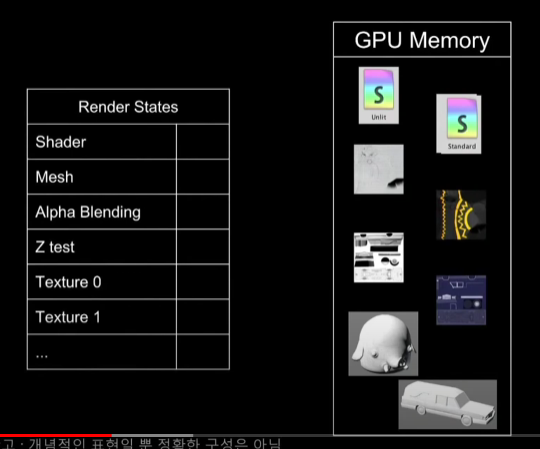 GPU Memory
Render States
Shader
Mesh
Alpha Blending
Z test
Texture 0
Texture 1
...
S
Unlit
S
Standard
고 : 개념적인 표현일 뿐 정확한 구성은 아님